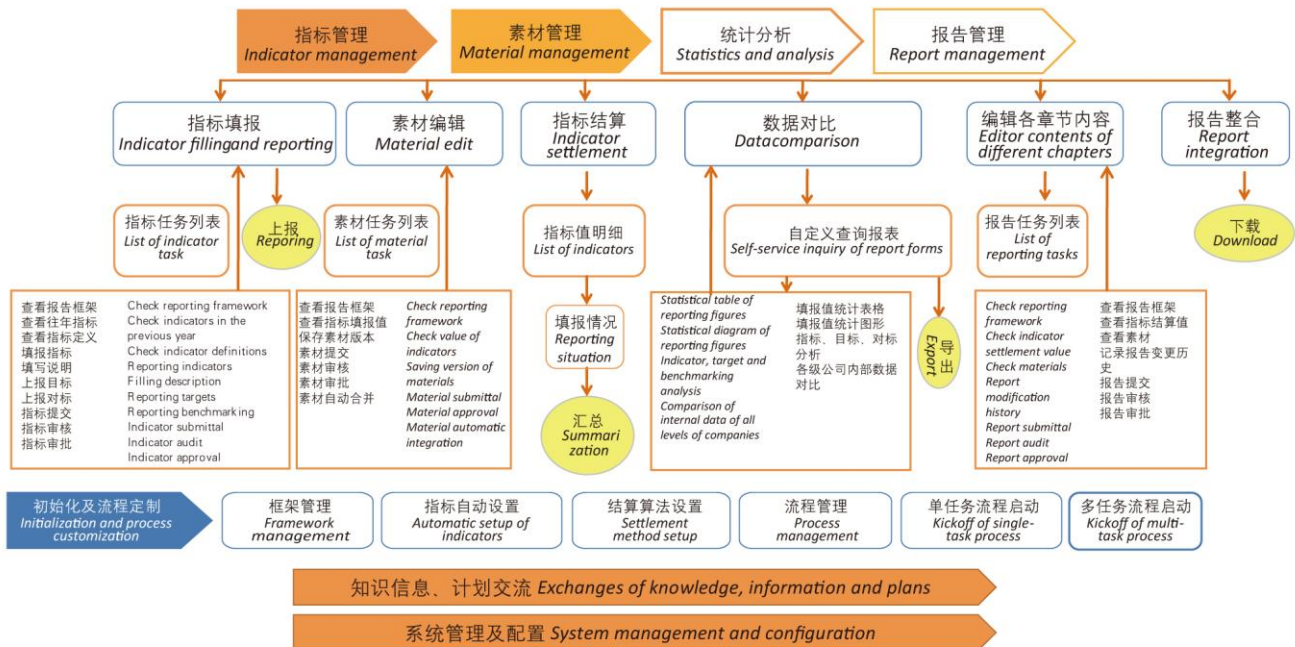 指标管理
Indicator management
素材管理
Material management
统计分析
Statistics and analysis
报告管理
Report management
指标填报
Indicator fillingand reporting
素材编辑
Material edit
指标结算
Indicator
settlement
数据对比
Datacomparison
编辑各章节内容
Editor contents of
different chapters
报告整合
Report
integration
指标任务列表
List of indicator
task
上报
Reporing
素材任务列表
List of material
task
指标值明细
List of indicators
自定义查询报表
Self-service inquiry of report forms
报告任务列表
List of
reporting tasks
下载
Download
查看报告框架
查看往年指标
查看指标定义
填报指标
填写说明
上报目标
上报对标
指标提交
指标审核
指标审批
Check reporting framework
Check indicators in the
previous year
Check indicator definitions
Reporting indicators
Filling description
Reporting targets
Reporting benchmarking
Indicator submittal
Indicator audit
Indicator approval
查看报告框架
查看指标填报值
保存素材版本
素材提交
素材审核
素材审批
素材自动合并
Check reporting
framework
Check value of
indicators
Saving version of
materials
Material submittal
Material approval
Material automatic
integration
填报情况
Reporting
situation
汇总
Summari
zation
Statistical table of
reporting figures
Statistical diagram of
reporting figures
Indicator, target and
benchmarking
analysis
Comparison of
internal data of all
levels of companies
填报值统计表格
填报值统计图形
指标、目标、对标
分析
各级公司内部数据
对比
导出
Export
Check reporting
framework
Check indicator
settlement value
Check materials
Report
modification
history
Report submittal
Report audit
Report approval
查看报告框架
查看指标结算值
查看素材
记录报告变更历
史
报告提交
报告审核
报告审批
初始化及流程定制
Initialization and process
customization
框架管理
Framework
management
指标自动设置
Automatic setup of
indicators
结算算法设置
Settlement
method setup
流程管理
Process
management
单任务流程启动
Kickoff of single-
task process
多任务流程启动
Kickoff of multi-
task process
知识信息、计划交流 Exchanges of knowledge, information and plans
系统管理及配置 System management and configuration